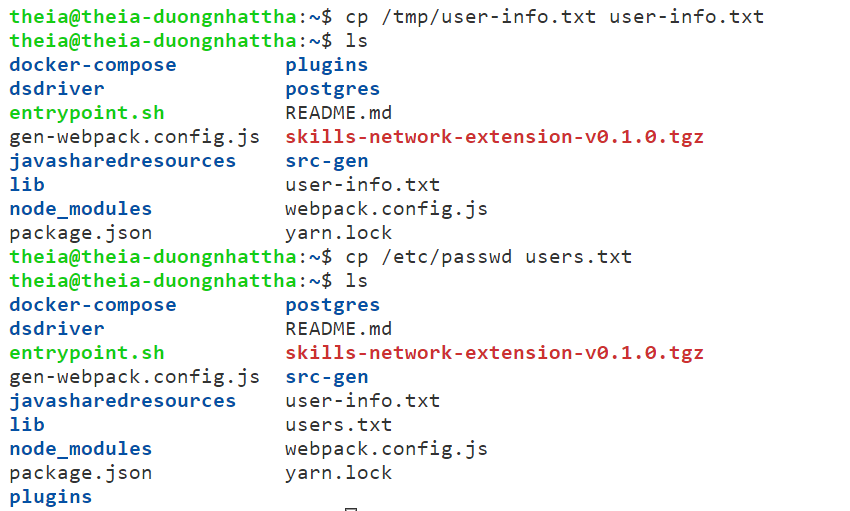 theia@theia-duongnhattha:~$ cp /tmp/user-info.txt user-info.txt
theia@theia-duongnhattha:~$ ls
docker-compose         plugins
dsdriver               postgres
entrypoint.sh          README.md
gen-webpack.config.js  skills-network-extension-v0.1.0.tgz
javasharedresources    src-gen
lib                    user-info.txt
node_modules           webpack.config.js
package.json           yarn.lock
theia@theia-duongnhattha:~$ cp /etc/passwd users.txt
theia@theia-duongnhattha:~$ ls
docker-compose         postgres
dsdriver               README.md
entrypoint.sh          skills-network-extension-v0.1.0.tgz
gen-webpack.config.js  src-gen
javasharedresources    user-info.txt
lib                    users.txt
node_modules           webpack.config.js
package.json           yarn.lock
plugins